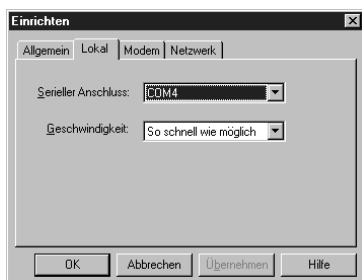 Einrichten
Allgemein Lokal Modem Netzwerk
Serieller Anschluss: COM4
Geschwindigkeit: So schnell wie möglich
OK Abbrechen Übernehmen Hilfe